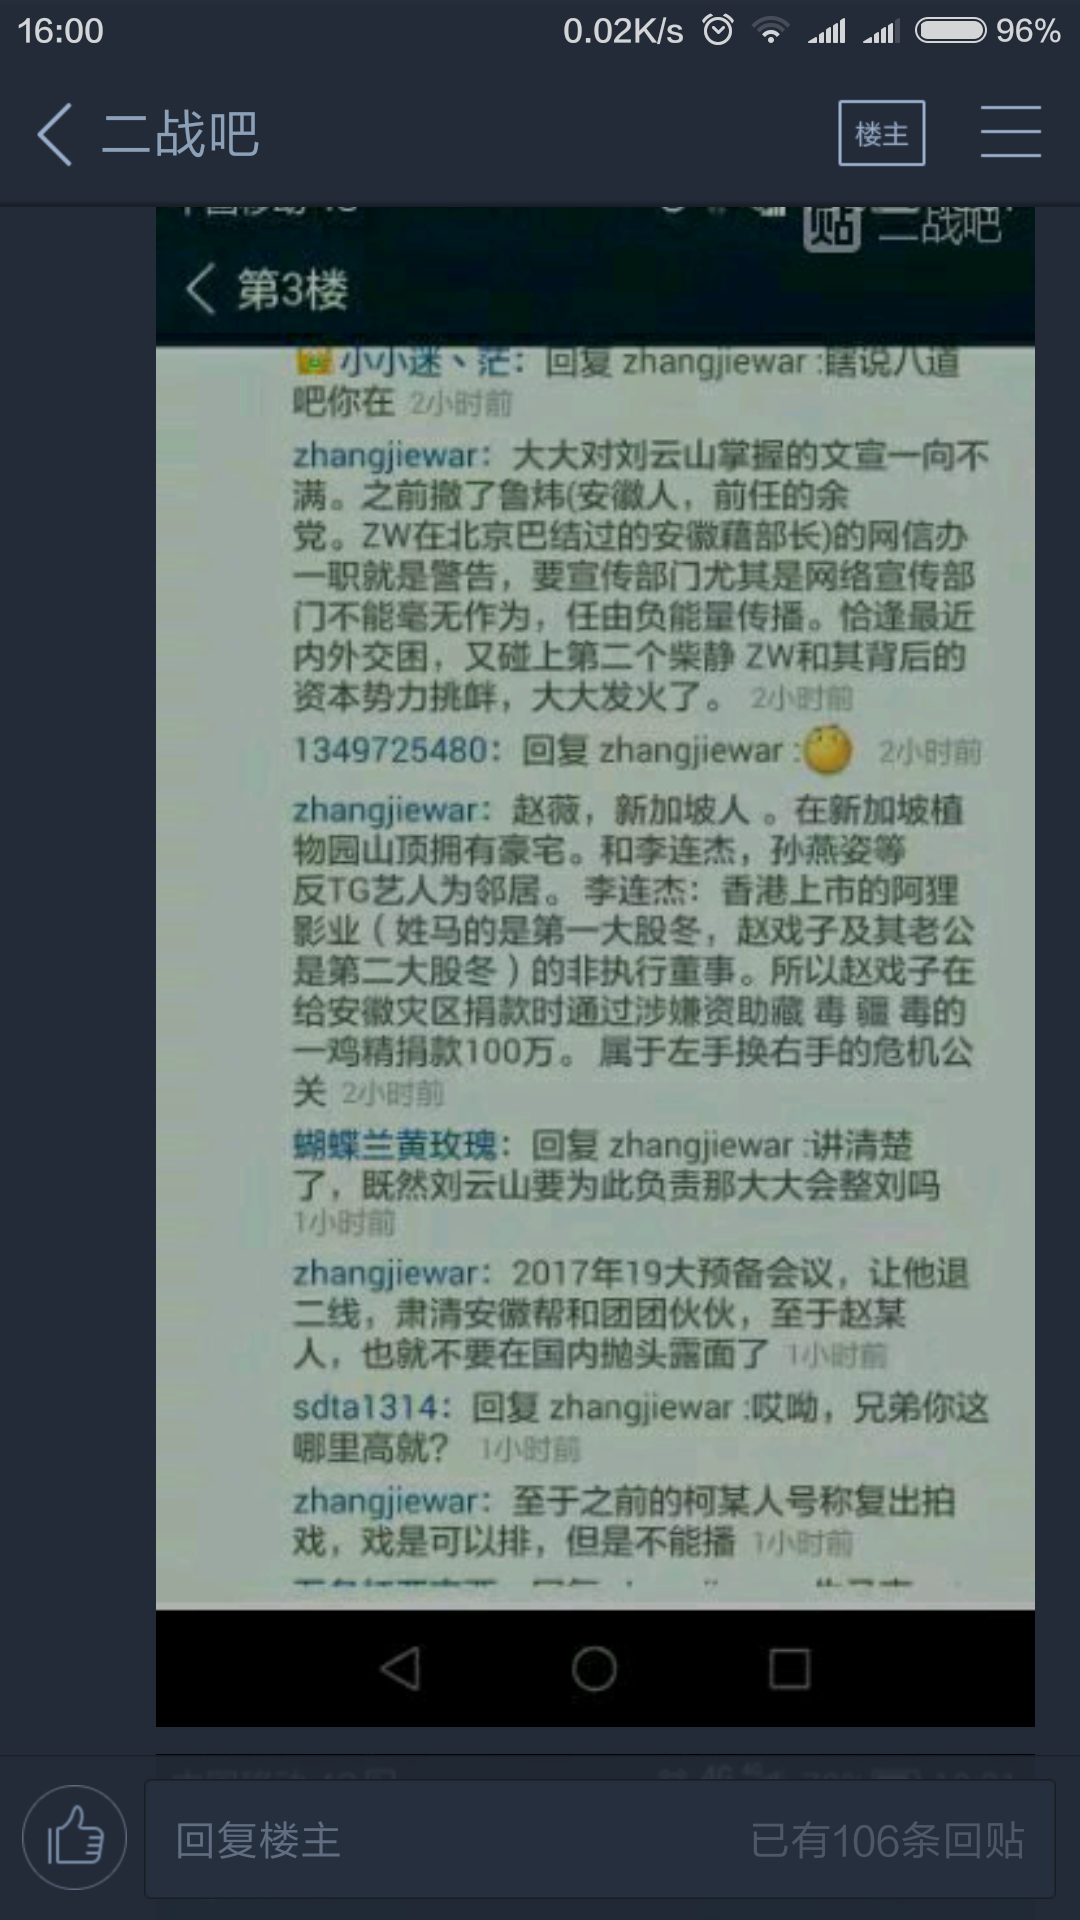 16:00 0.02K/s 96%
二战吧 楼主
贴 二战吧
第3楼
小小迷丶茫：回复 zhangjiewar :瞎说八道
吧你在 2小时前
zhangjiewar：大大对刘云山掌握的文宣一向不
满。之前撤了鲁炜(安徽人，前任的余
党。ZW在北京巴结过的安徽藉部长)的网信办
一职就是警告，要宣传部门尤其是网络宣传部
门不能毫无作为，任由负能量传播。恰逢最近
内外交困，又碰上第二个柴静 ZW和其背后的
资本势力挑衅，大大发火了。 2小时前
1349725480：回复 zhangjiewar : 2小时前
zhangjiewar：赵薇，新加坡人 。在新加坡植
物园山顶拥有豪宅。和李连杰，孙燕姿等
反TG艺人为邻居。 李连杰：香港上市的阿狸
影业（姓马的是第一大股冬，赵戏子及其老公
是第二大股冬）的非执行董事。所以赵戏子在
给安徽灾区捐款时通过涉嫌资助藏 毒 疆 毒的
一鸡精捐款100万。 属于左手换右手的危机公
关 2小时前
蝴蝶兰黄玫瑰：回复 zhangjiewar :讲清楚
了，既然刘云山要为此负责那大大会整刘吗
1小时前
zhangjiewar：2017年19大预备会议，让他退
二线，肃清安徽帮和团团伙伙，至于赵某
人，也就不要在国内抛头露面了 1小时前
sdta1314：回复 zhangjiewar :哎呦，兄弟你这
哪里高就？ 1小时前
zhangjiewar：至于之前的柯某人号称复出拍
戏，戏是可以排，但是不能播 1小时前
回复楼主 已有106条回贴